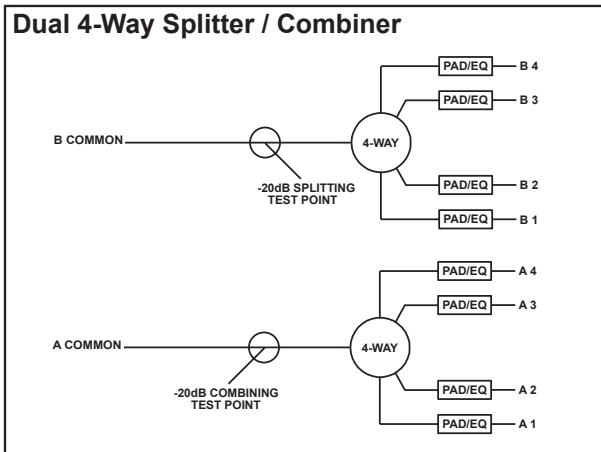 Dual 4-Way Splitter / Combiner
PAD/EQ B 4
PAD/EQ B 3
B COMMON
4-WAY
-20dB SPLITTING
TEST POINT
PAD/EQ B 2
PAD/EQ B 1
PAD/EQ A 4
PAD/EQ A 3
A COMMON
4-WAY
-20dB COMBINING
TEST POINT
PAD/EQ A 2
PAD/EQ A 1